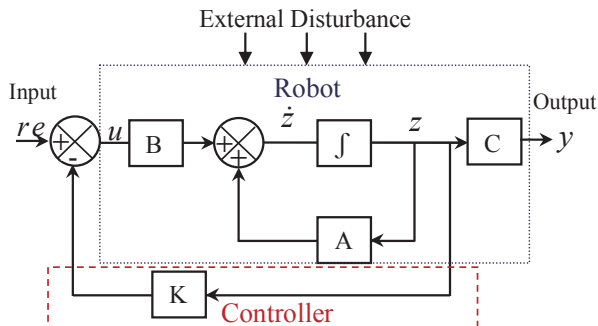 External Disturbance
Robot
Input
Output
re
+
-
u
B
+
+
ż
∫
z
C
y
A
K
Controller